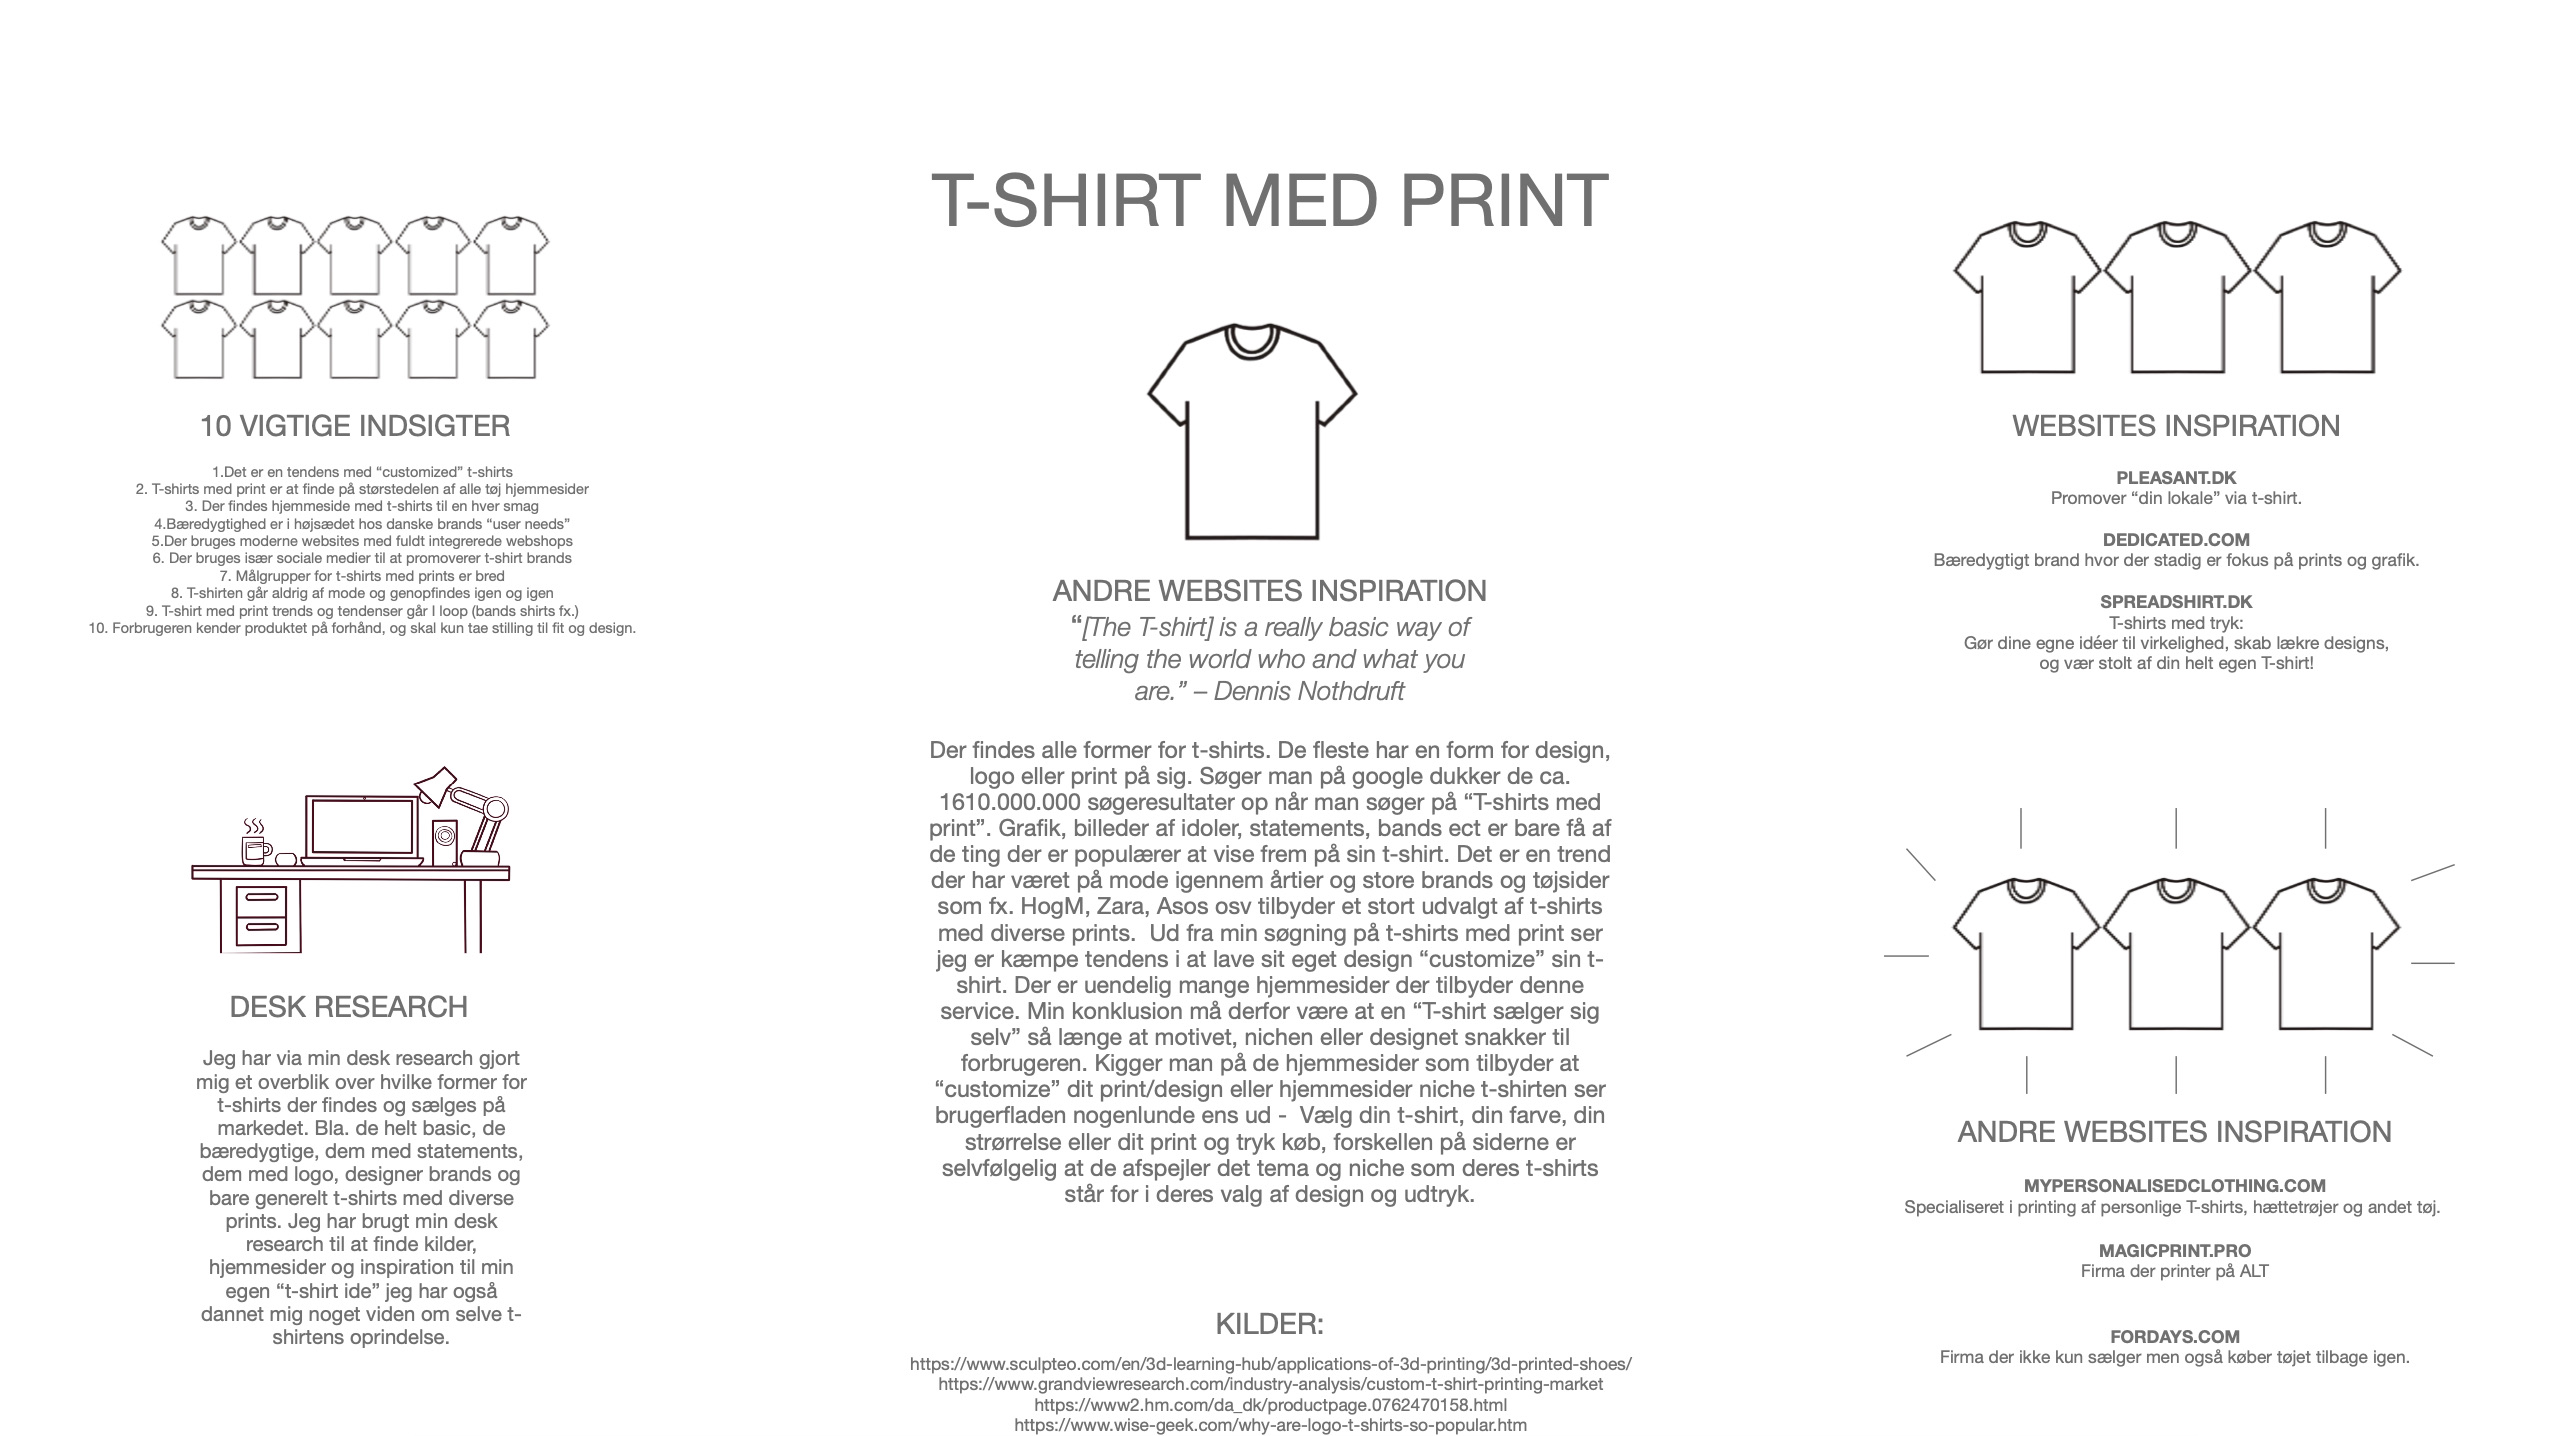 T-SHIRT MED PRINT
10 VIGTIGE INDSIGTER
1.Det er en tendens med “customized” t-shirts
2. T-shirts med print er at finde på størstedelen af alle tøj hjemmesider
3. Der findes hjemmeside med t-shirts til en hver smag
4.Bæredygtighed er i højsædet hos danske brands “user needs”
5.Der bruges moderne websites med fuldt integrerede webshops
6. Der bruges især sociale medier til at promoverer t-shirt brands
7. Målgrupper for t-shirts med prints er bred
8. T-shirten går aldrig af mode og genopfindes igen og igen
9. T-shirt med print trends og tendenser går I loop (bands shirts fx.)
10. Forbrugeren kender produktet på forhånd, og skal kun tae stilling til fit og design.
DESK RESEARCH
Jeg har via min desk research gjort
mig et overblik over hvilke former for
t-shirts der findes og sælges på
markedet. Bla. de helt basic, de
bæredygtige, dem med statements,
dem med logo, designer brands og
bare generelt t-shirts med diverse
prints. Jeg har brugt min desk
research til at finde kilder,
hjemmesider og inspiration til min
egen “t-shirt ide” jeg har også
dannet mig noget viden om selve t-
shirtens oprindelse.
ANDRE WEBSITES INSPIRATION
“[The T-shirt] is a really basic way of
telling the world who and what you
are.” – Dennis Nothdruft
Der findes alle former for t-shirts. De fleste har en form for design,
logo eller print på sig. Søger man på google dukker de ca.
1610.000.000 søgeresultater op når man søger på “T-shirts med
print”. Grafik, billeder af idoler, statements, bands ect er bare få af
de ting der er populærer at vise frem på sin t-shirt. Det er en trend
der har været på mode igennem årtier og store brands og tøjsider
som fx. HogM, Zara, Asos osv tilbyder et stort udvalgt af t-shirts
med diverse prints.  Ud fra min søgning på t-shirts med print ser
jeg er kæmpe tendens i at lave sit eget design “customize” sin t-
shirt. Der er uendelig mange hjemmesider der tilbyder denne
service. Min konklusion må derfor være at en “T-shirt sælger sig
selv” så længe at motivet, nichen eller designet snakker til
forbrugeren. Kigger man på de hjemmesider som tilbyder at
“customize” dit print/design eller hjemmesider niche t-shirten ser
brugerfladen nogenlunde ens ud -  Vælg din t-shirt, din farve, din
strørrelse eller dit print og tryk køb, forskellen på siderne er
selvfølgelig at de afspejler det tema og niche som deres t-shirts
står for i deres valg af design og udtryk.
KILDER:
https://www.sculpteo.com/en/3d-learning-hub/applications-of-3d-printing/3d-printed-shoes/
https://www.grandviewresearch.com/industry-analysis/custom-t-shirt-printing-market
https://www2.hm.com/da_dk/productpage.0762470158.html
https://www.wise-geek.com/why-are-logo-t-shirts-so-popular.htm
WEBSITES INSPIRATION
PLEASANT.DK
Promover “din lokale” via t-shirt.
DEDICATED.COM
Bæredygtigt brand hvor der stadig er fokus på prints og grafik.
SPREADSHIRT.DK
T-shirts med tryk:
Gør dine egne idéer til virkelighed, skab lækre designs,
og vær stolt af din helt egen T-shirt!
ANDRE WEBSITES INSPIRATION
MYPERSONALISEDCLOTHING.COM
Specialiseret i printing af personlige T-shirts, hættetrøjer og andet tøj.
MAGICPRINT.PRO
Firma der printer på ALT
FORDAYS.COM
Firma der ikke kun sælger men også køber tøjet tilbage igen.